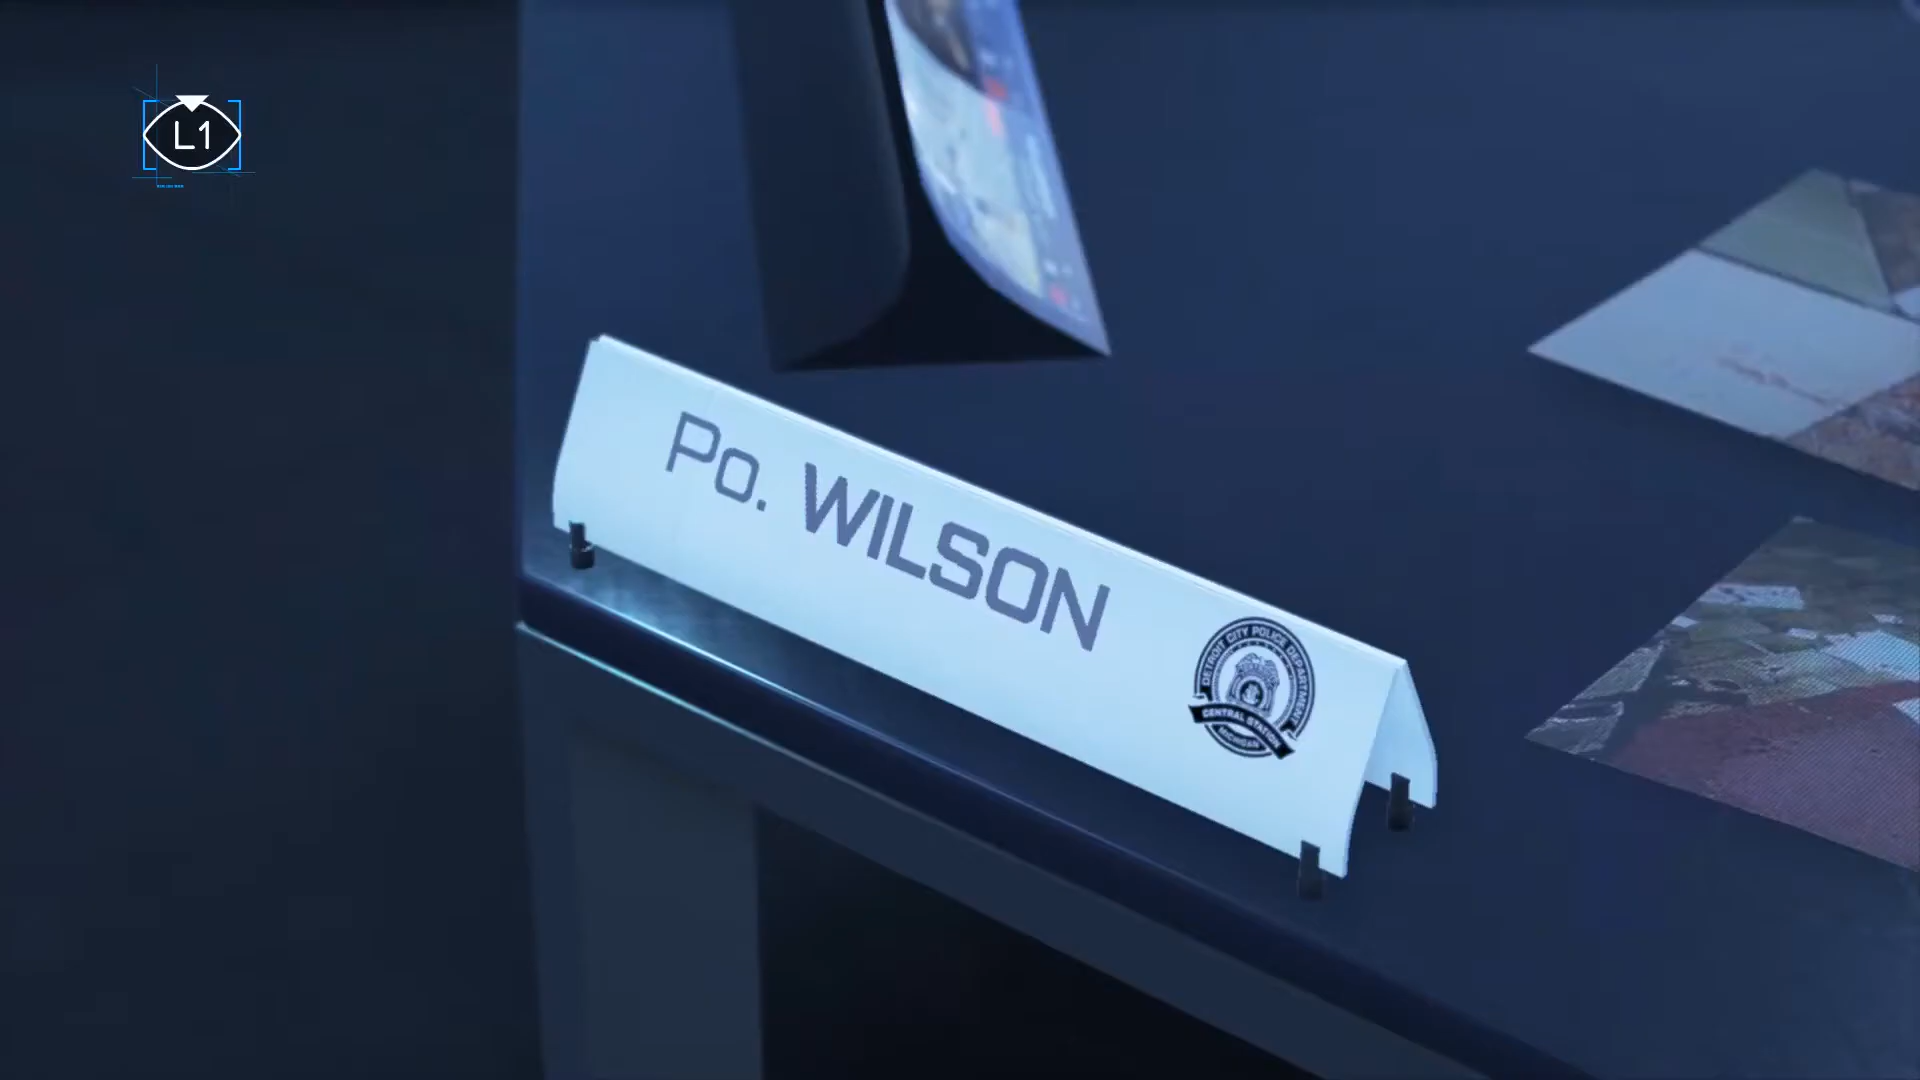 L1
Po. WILSON
DETROIT CITY POLICE DEPARTMENT
CENTRAL STATION
MICHIGAN